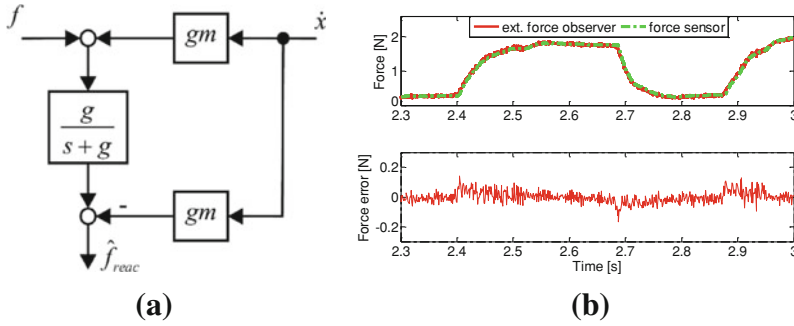 f
gm
ẋ
g
s + g
-
gm
f̂reac
(a)
ext. force observer
force sensor
Force [N]
2
1
0
2.3 2.4 2.5 2.6 2.7 2.8 2.9 3
Force error [N]
0.2
0
-0.2
2.3 2.4 2.5 2.6 2.7 2.8 2.9 3
Time [s]
(b)